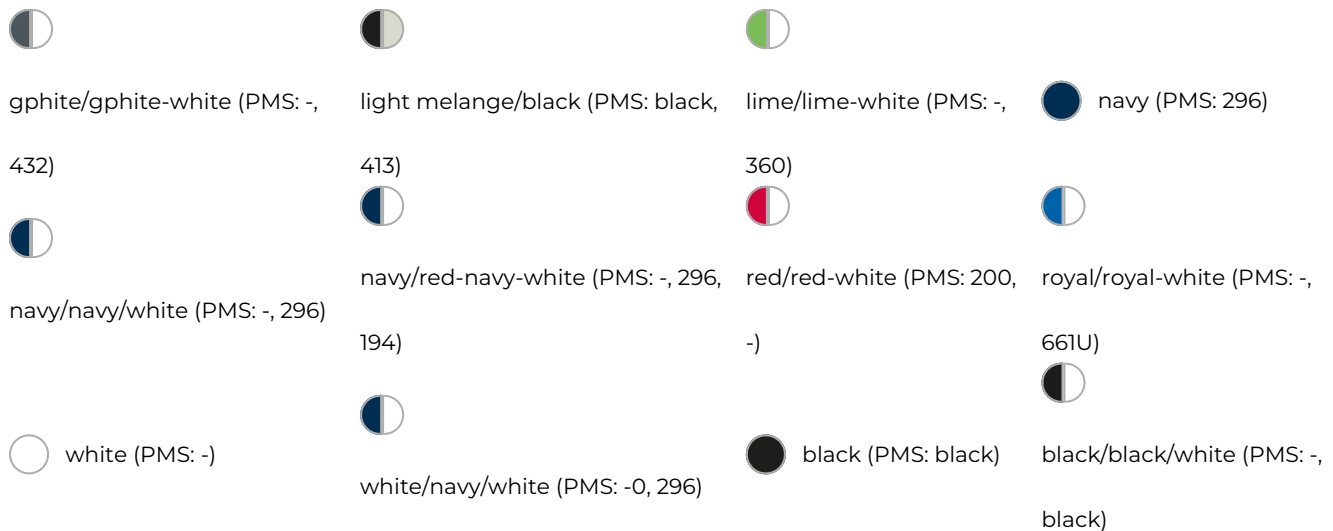 gphite/gphite-white (PMS: -,
432)
light melange/black (PMS: black,
413)
lime/lime-white (PMS: -,
360)
navy (PMS: 296)
navy/navy/white (PMS: -, 296)
navy/red-navy-white (PMS: -, 296,
194)
red/red-white (PMS: 200,
-)
royal/royal-white (PMS: -,
661U)
white (PMS: -)
white/navy/white (PMS: -0, 296)
black (PMS: black)
black/black/white (PMS: -,
black)